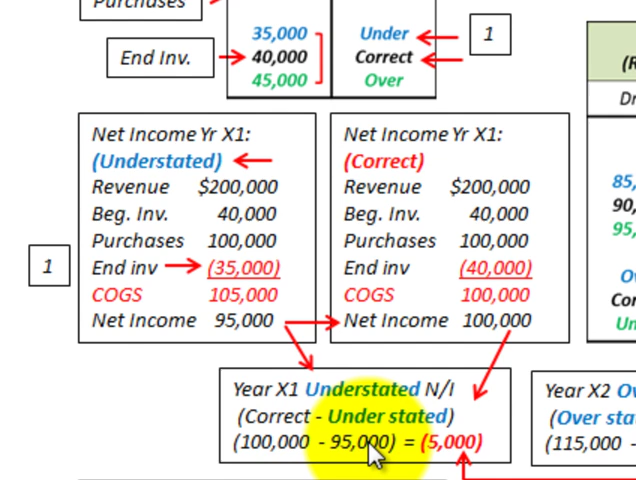 Purchases
35,000 Under
End Inv. 40,000 Correct 1
45,000 Over
Net Income Yr X1:
(Understated)
Revenue $200,000
Beg. Inv. 40,000
Purchases 100,000
1 End inv (35,000)
COGS 105,000
Net Income 95,000
Net Income Yr X1:
(Correct)
Revenue $200,000
Beg. Inv. 40,000
Purchases 100,000
End inv (40,000)
COGS 100,000
Net Income 100,000
Year X1 Understated N/I
(Correct - Under stated)
(100,000 - 95,000) = (5,000)
Year X2
(115,000 -